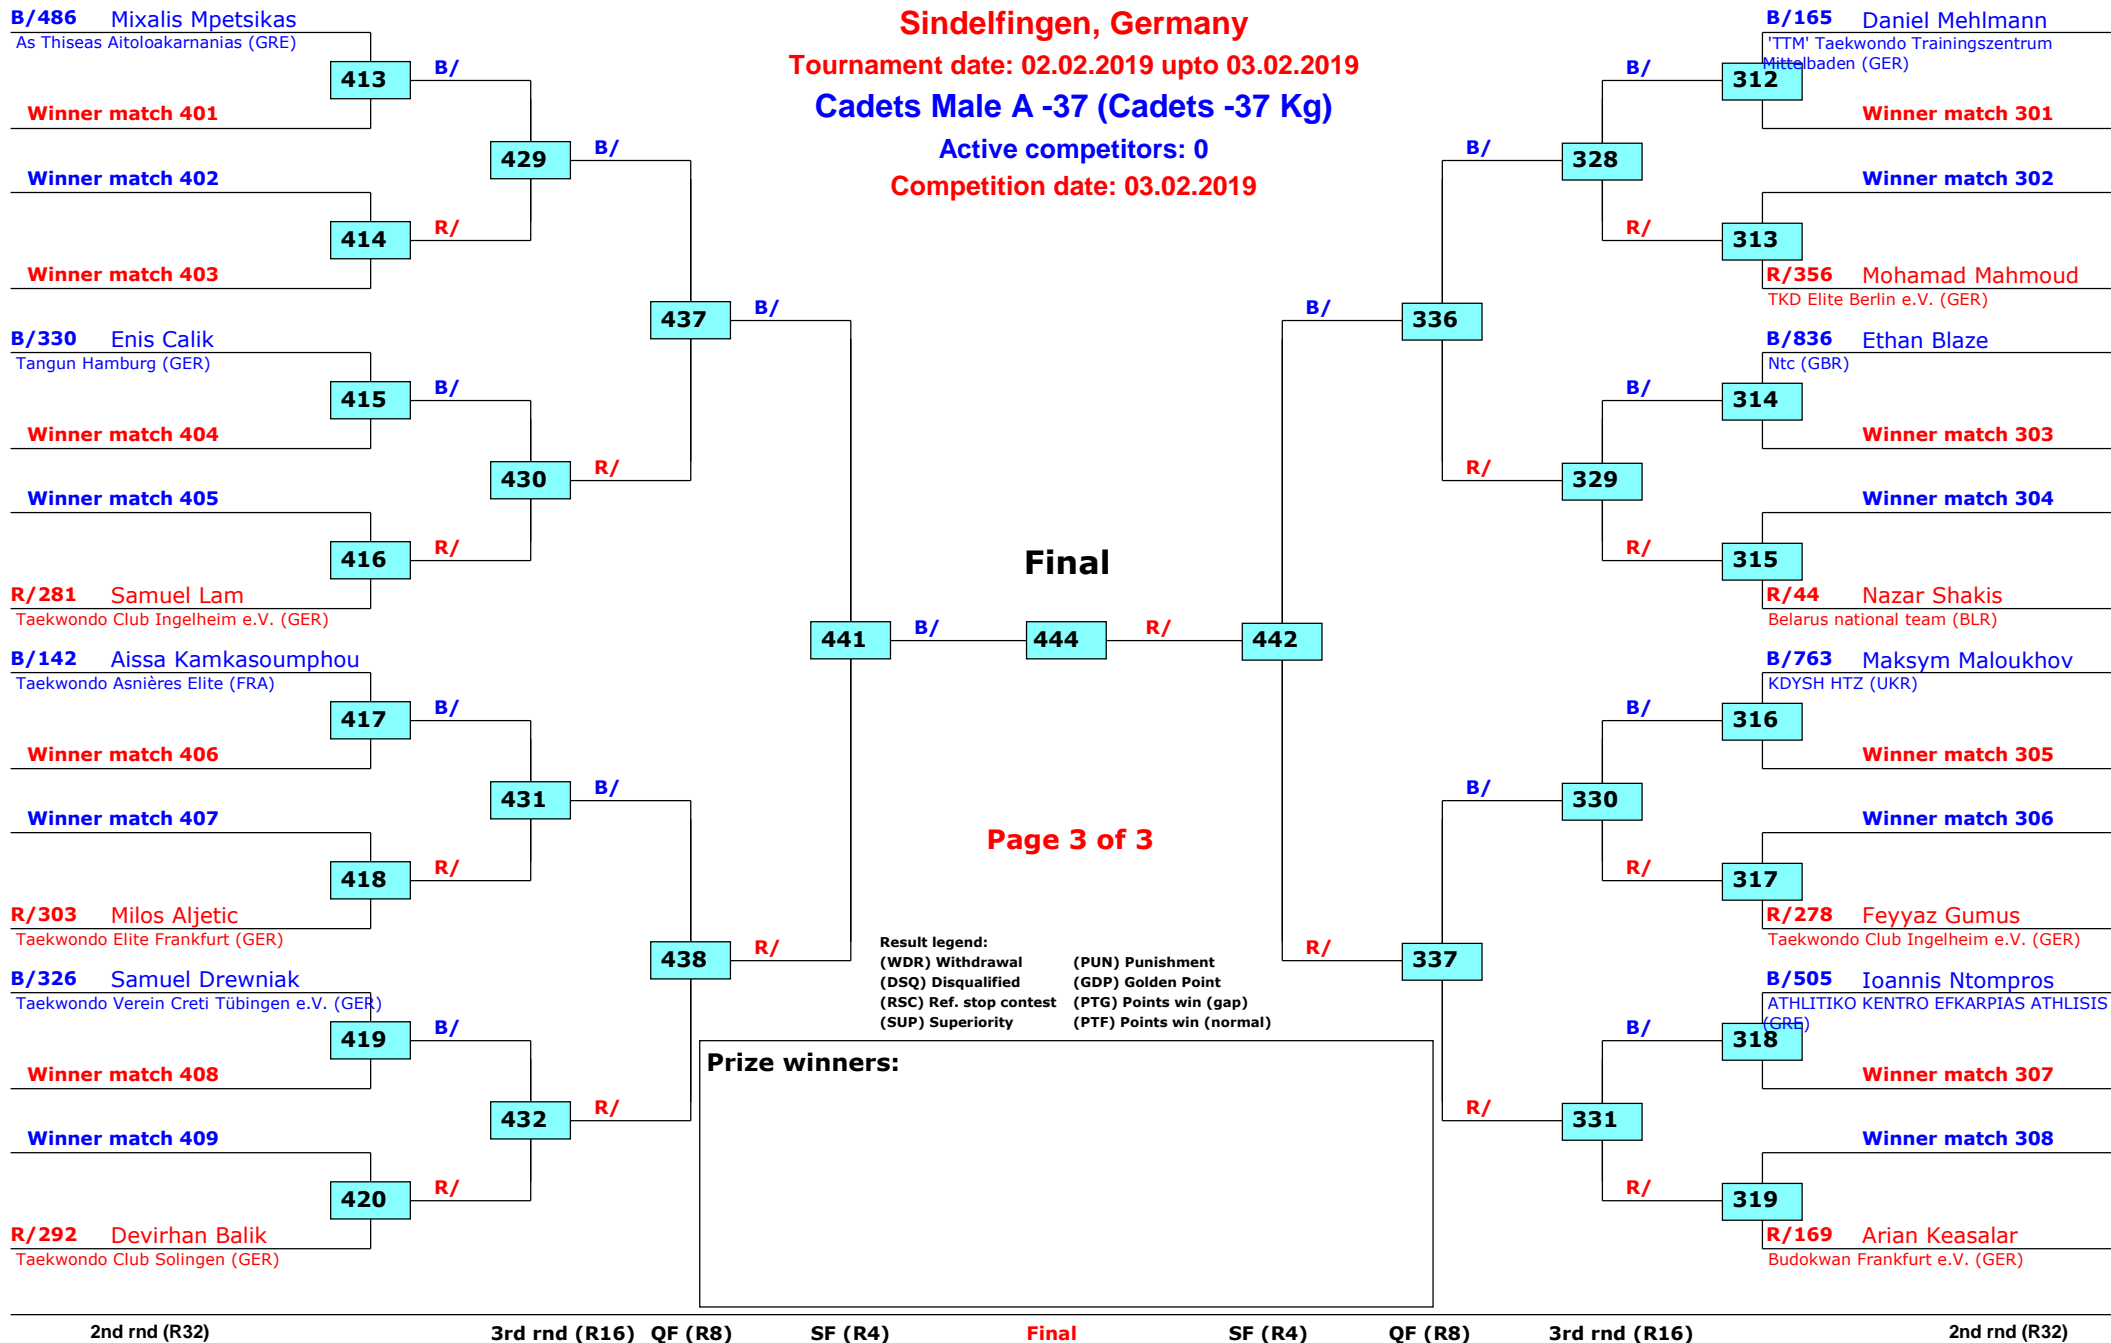 Sindelfingen, Germany
Tournament date: 02.02.2019 upto 03.02.2019
Cadets Male A -37 (Cadets -37 Kg)
Active competitors: 0
Competition date: 03.02.2019
B/486 Mixalis Mpetsikas
As Thiseas Aitoloakarnanias (GRE)
413
B/
Winner match 401
429
B/
Winner match 402
414
R/
Winner match 403
437
B/
B/330 Enis Calik
Tangun Hamburg (GER)
415
B/
Winner match 404
430
R/
Winner match 405
416
R/
R/281 Samuel Lam
Taekwondo Club Ingelheim e.V. (GER)
441
B/
B/142 Aissa Kamkasoumphou
Taekwondo Asnières Elite (FRA)
417
B/
Winner match 406
431
B/
Winner match 407
418
R/
R/303 Milos Aljetic
Taekwondo Elite Frankfurt (GER)
438
R/
B/326 Samuel Drewniak
Taekwondo Verein Creti Tübingen e.V. (GER)
419
B/
Winner match 408
432
R/
Winner match 409
420
R/
R/292 Devirhan Balik
Taekwondo Club Solingen (GER)
Final
444
R/
442
Page 3 of 3
Result legend:
(WDR) Withdrawal (PUN) Punishment
(DSQ) Disqualified (GDP) Golden Point
(RSC) Ref. stop contest (PTG) Points win (gap)
(SUP) Superiority (PTF) Points win (normal)
Prize winners:
B/165 Daniel Mehlmann
'TTM' Taekwondo Trainingszentrum
Mittelbaden (GER)
B/
312
Winner match 301
B/
328
Winner match 302
R/
313
R/356 Mohamad Mahmoud
TKD Elite Berlin e.V. (GER)
B/
336
B/836 Ethan Blaze
Ntc (GBR)
B/
314
Winner match 303
R/
329
Winner match 304
R/
315
R/44 Nazar Shakis
Belarus national team (BLR)
B/763 Maksym Maloukhov
KDYSH HTZ (UKR)
B/
316
Winner match 305
B/
330
Winner match 306
R/
317
R/278 Feyyaz Gumus
Taekwondo Club Ingelheim e.V. (GER)
R/
337
B/505 Ioannis Ntompros
ATHLITIKO KENTRO EFKARPIAS ATHLISIS
(GRE)
B/
318
Winner match 307
R/
331
Winner match 308
R/
319
R/169 Arian Keasalar
Budokwan Frankfurt e.V. (GER)
2nd rnd (R32) 3rd rnd (R16) QF (R8) SF (R4) Final SF (R4) QF (R8) 3rd rnd (R16) 2nd rnd (R32)